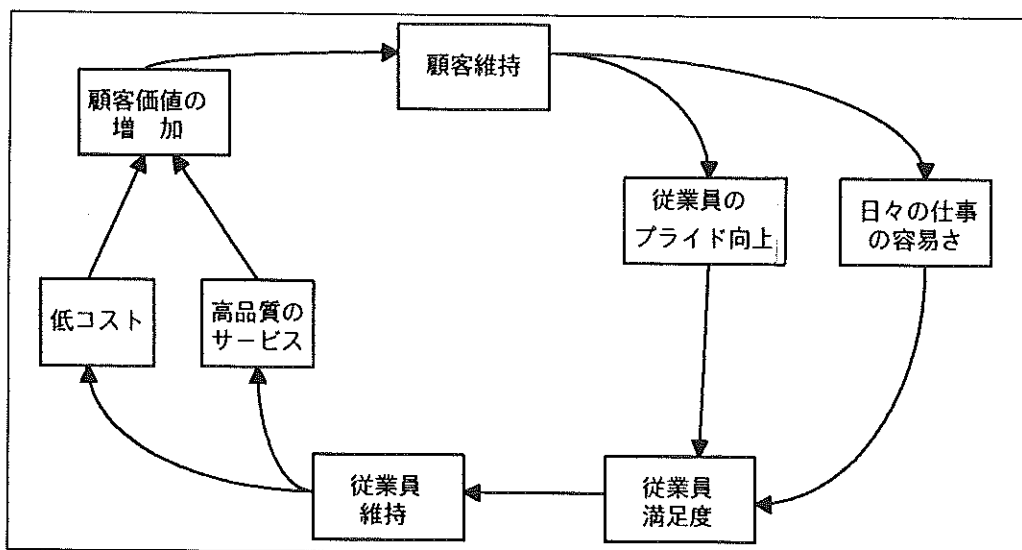 顧客維持
顧客価値の
増　加
従業員の
プライド向上
日々の仕事
の容易さ
低コスト
高品質の
サービス
従業員
維持
従業員
満足度